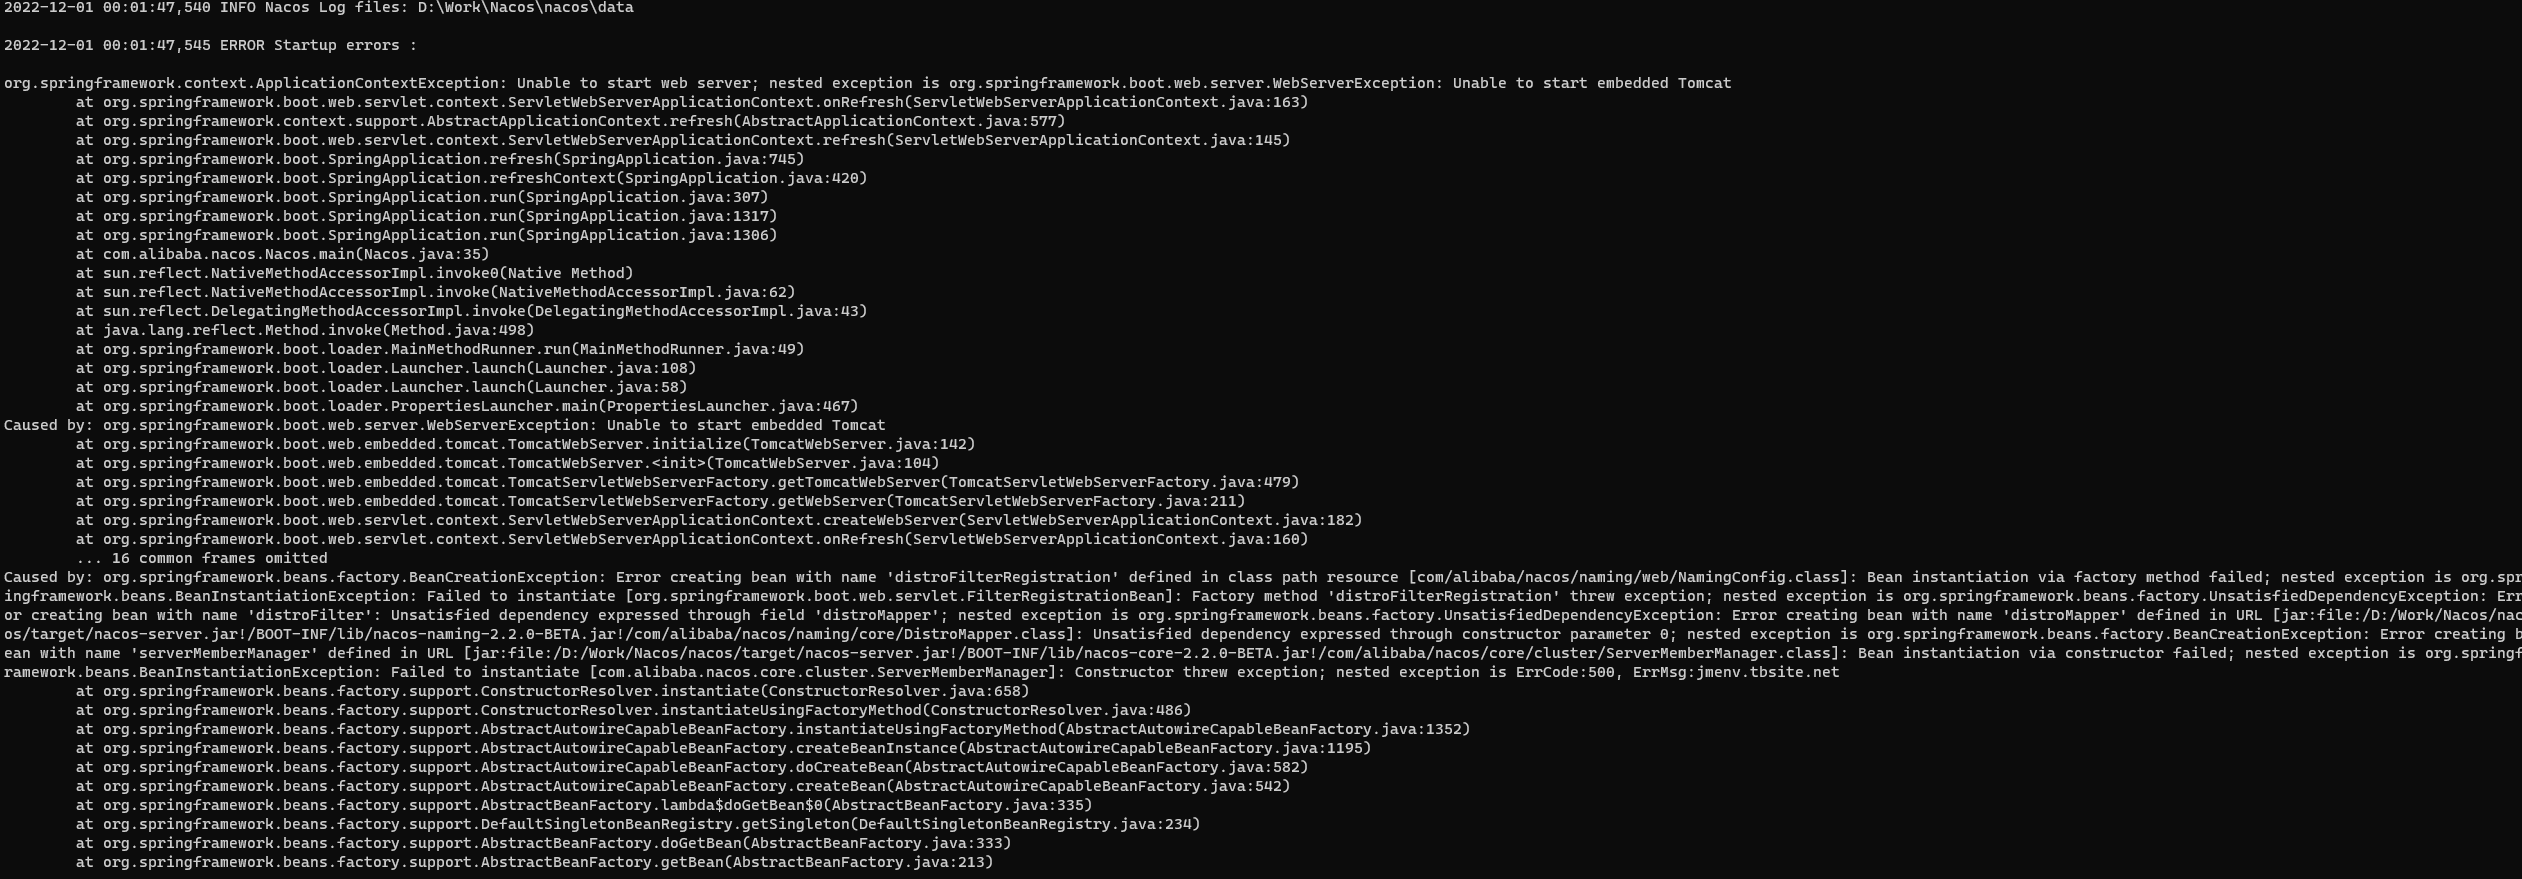 2022-12-01 00:01:47,540 INFO Nacos Log files: D:\Work\Nacos\nacos\data
2022-12-01 00:01:47,545 ERROR Startup errors :
org.springframework.context.ApplicationContextException: Unable to start web server; nested exception is org.springframework.boot.web.server.WebServerException: Unable to start embedded Tomcat
at org.springframework.boot.web.servlet.context.ServletWebServerApplicationContext.onRefresh(ServletWebServerApplicationContext.java:163)
at org.springframework.context.support.AbstractApplicationContext.refresh(AbstractApplicationContext.java:577)
at org.springframework.boot.web.servlet.context.ServletWebServerApplicationContext.refresh(ServletWebServerApplicationContext.java:145)
at org.springframework.boot.SpringApplication.refresh(SpringApplication.java:745)
at org.springframework.boot.SpringApplication.refreshContext(SpringApplication.java:420)
at org.springframework.boot.SpringApplication.run(SpringApplication.java:307)
at org.springframework.boot.SpringApplication.run(SpringApplication.java:1317)
at org.springframework.boot.SpringApplication.run(SpringApplication.java:1306)
at com.alibaba.nacos.Nacos.main(Nacos.java:35)
at sun.reflect.NativeMethodAccessorImpl.invoke0(Native Method)
at sun.reflect.NativeMethodAccessorImpl.invoke(NativeMethodAccessorImpl.java:62)
at sun.reflect.DelegatingMethodAccessorImpl.invoke(DelegatingMethodAccessorImpl.java:43)
at java.lang.reflect.Method.invoke(Method.java:498)
at org.springframework.boot.loader.MainMethodRunner.run(MainMethodRunner.java:49)
at org.springframework.boot.loader.Launcher.launch(Launcher.java:108)
at org.springframework.boot.loader.Launcher.launch(Launcher.java:58)
at org.springframework.boot.loader.PropertiesLauncher.main(PropertiesLauncher.java:467)
Caused by: org.springframework.boot.web.server.WebServerException: Unable to start embedded Tomcat
at org.springframework.boot.web.embedded.tomcat.TomcatWebServer.initialize(TomcatWebServer.java:142)
at org.springframework.boot.web.embedded.tomcat.TomcatWebServer.<init>(TomcatWebServer.java:104)
at org.springframework.boot.web.embedded.tomcat.TomcatServletWebServerFactory.getTomcatWebServer(TomcatServletWebServerFactory.java:479)
at org.springframework.boot.web.embedded.tomcat.TomcatServletWebServerFactory.getWebServer(TomcatServletWebServerFactory.java:211)
at org.springframework.boot.web.servlet.context.ServletWebServerApplicationContext.createWebServer(ServletWebServerApplicationContext.java:182)
at org.springframework.boot.web.servlet.context.ServletWebServerApplicationContext.onRefresh(ServletWebServerApplicationContext.java:160)
... 16 common frames omitted
Caused by: org.springframework.beans.factory.BeanCreationException: Error creating bean with name 'distroFilterRegistration' defined in class path resource [com/alibaba/nacos/naming/web/NamingConfig.class]: Bean instantiation via factory method failed; nested exception is org.spr
ingframework.beans.BeanInstantiationException: Failed to instantiate [org.springframework.boot.web.servlet.FilterRegistrationBean]: Factory method 'distroFilterRegistration' threw exception; nested exception is org.springframework.beans.factory.UnsatisfiedDependencyException: Err
or creating bean with name 'distroFilter': Unsatisfied dependency expressed through field 'distroMapper'; nested exception is org.springframework.beans.factory.UnsatisfiedDependencyException: Error creating bean with name 'distroMapper' defined in URL [jar:file:/D:/Work/Nacos/nac
os/target/nacos-server.jar!/BOOT-INF/lib/nacos-naming-2.2.0-BETA.jar!/com/alibaba/nacos/naming/core/DistroMapper.class]: Unsatisfied dependency expressed through constructor parameter 0; nested exception is org.springframework.beans.factory.BeanCreationException: Error creating b
ean with name 'serverMemberManager' defined in URL [jar:file:/D:/Work/Nacos/nacos/target/nacos-server.jar!/BOOT-INF/lib/nacos-core-2.2.0-BETA.jar!/com/alibaba/nacos/core/cluster/ServerMemberManager.class]: Bean instantiation via constructor failed; nested exception is org.springf
ramework.beans.BeanInstantiationException: Failed to instantiate [com.alibaba.nacos.core.cluster.ServerMemberManager]: Constructor threw exception; nested exception is ErrCode:500, ErrMsg:jmenv.tbsite.net
at org.springframework.beans.factory.support.ConstructorResolver.instantiate(ConstructorResolver.java:658)
at org.springframework.beans.factory.support.ConstructorResolver.instantiateUsingFactoryMethod(ConstructorResolver.java:486)
at org.springframework.beans.factory.support.AbstractAutowireCapableBeanFactory.instantiateUsingFactoryMethod(AbstractAutowireCapableBeanFactory.java:1352)
at org.springframework.beans.factory.support.AbstractAutowireCapableBeanFactory.createBeanInstance(AbstractAutowireCapableBeanFactory.java:1195)
at org.springframework.beans.factory.support.AbstractAutowireCapableBeanFactory.doCreateBean(AbstractAutowireCapableBeanFactory.java:582)
at org.springframework.beans.factory.support.AbstractAutowireCapableBeanFactory.createBean(AbstractAutowireCapableBeanFactory.java:542)
at org.springframework.beans.factory.support.AbstractBeanFactory.lambda$doGetBean$0(AbstractBeanFactory.java:335)
at org.springframework.beans.factory.support.DefaultSingletonBeanRegistry.getSingleton(DefaultSingletonBeanRegistry.java:234)
at org.springframework.beans.factory.support.AbstractBeanFactory.doGetBean(AbstractBeanFactory.java:333)
at org.springframework.beans.factory.support.AbstractBeanFactory.getBean(AbstractBeanFactory.java:213)